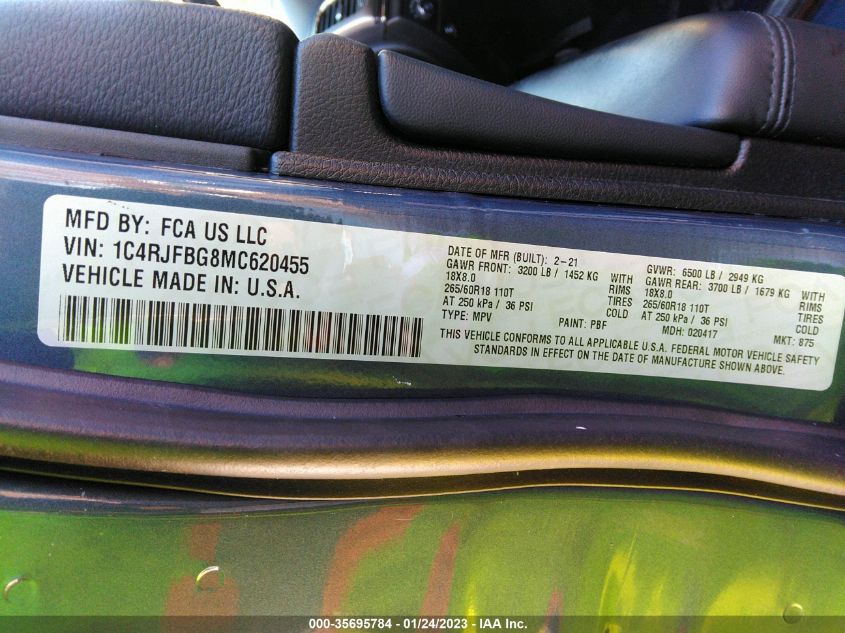 MFD BY: FCA US LLC
VIN: 1C4RJFBG8MC620455
VEHICLE MADE IN: U.S.A.
DATE OF MFR (BUILT): 2-21
GAWR FRONT: 3200 LB / 1452 KG WITH
18X8.0 RIMS
265/60R18 110T TIRES
AT 250 kPa / 36 PSI COLD
TYPE: MPV PAINT: PBF
GVWR: 6500 LB / 2949 KG
GAWR REAR: 3700 LB / 1679 KG WITH
18X8.0 RIMS
265/60R18 110T TIRES
AT 250 kPa / 36 PSI COLD
MDH: 020417 MKT: B75
THIS VEHICLE CONFORMS TO ALL APPLICABLE U.S.A. FEDERAL MOTOR VEHICLE SAFETY
STANDARDS IN EFFECT ON THE DATE OF MANUFACTURE SHOWN ABOVE.
000-35695784 - 01/24/2023 - IAA Inc.